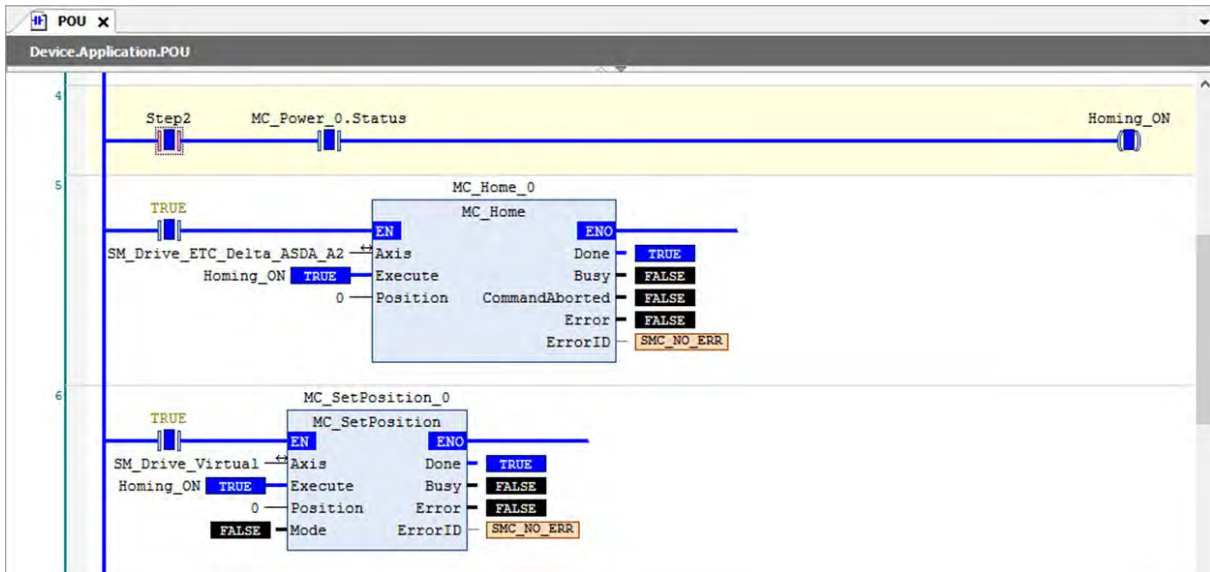 POU x
Device.Application.POU
4
Step2 MC_Power_0.Status Homing_ON
5
MC_Home_0
TRUE MC_Home
EN ENO
SM_Drive_ETC_Delta_ASDA_A2 Axis Done TRUE
Homing_ON TRUE Execute Busy FALSE
0 Position CommandAborted FALSE
Error FALSE
ErrorID SMC_NO_ERR
6
MC_SetPosition_0
TRUE MC_SetPosition
EN ENO
SM_Drive_Virtual Axis Done TRUE
Homing_ON TRUE Execute Busy FALSE
0 Position Error FALSE
FALSE Mode ErrorID SMC_NO_ERR